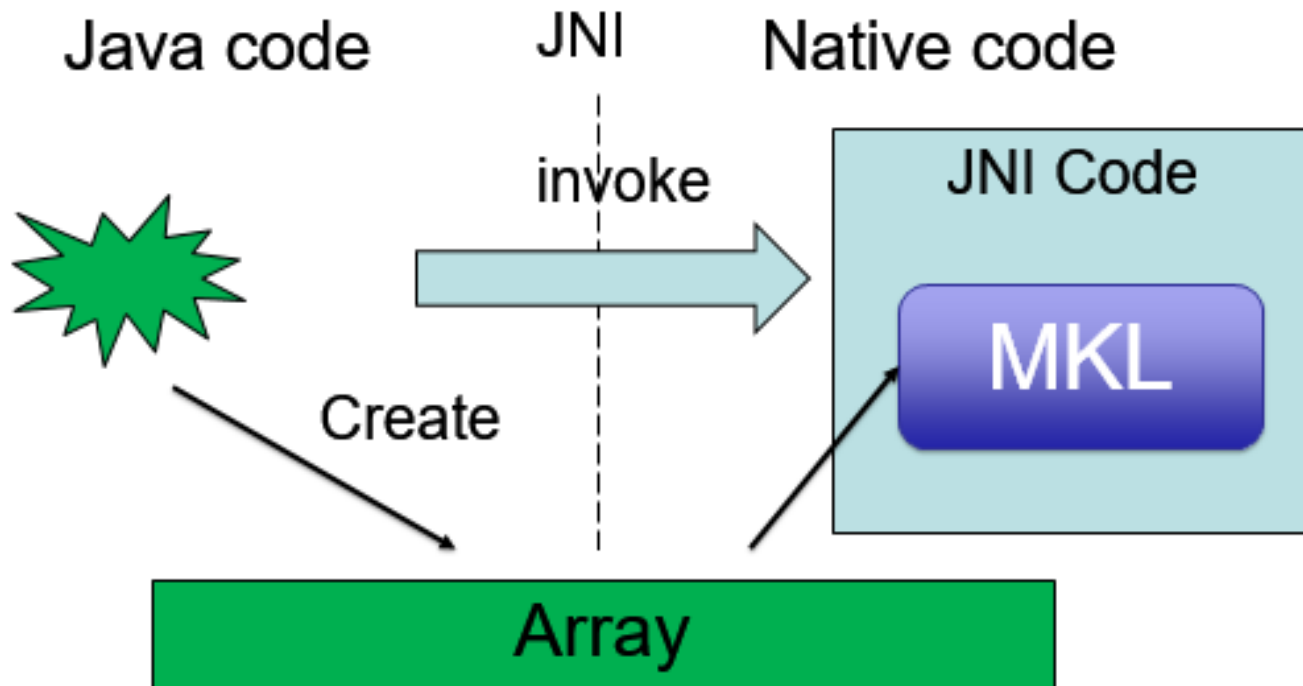 Java code
JNI
Native code
invoke
JNI Code
MKL
Create
Array